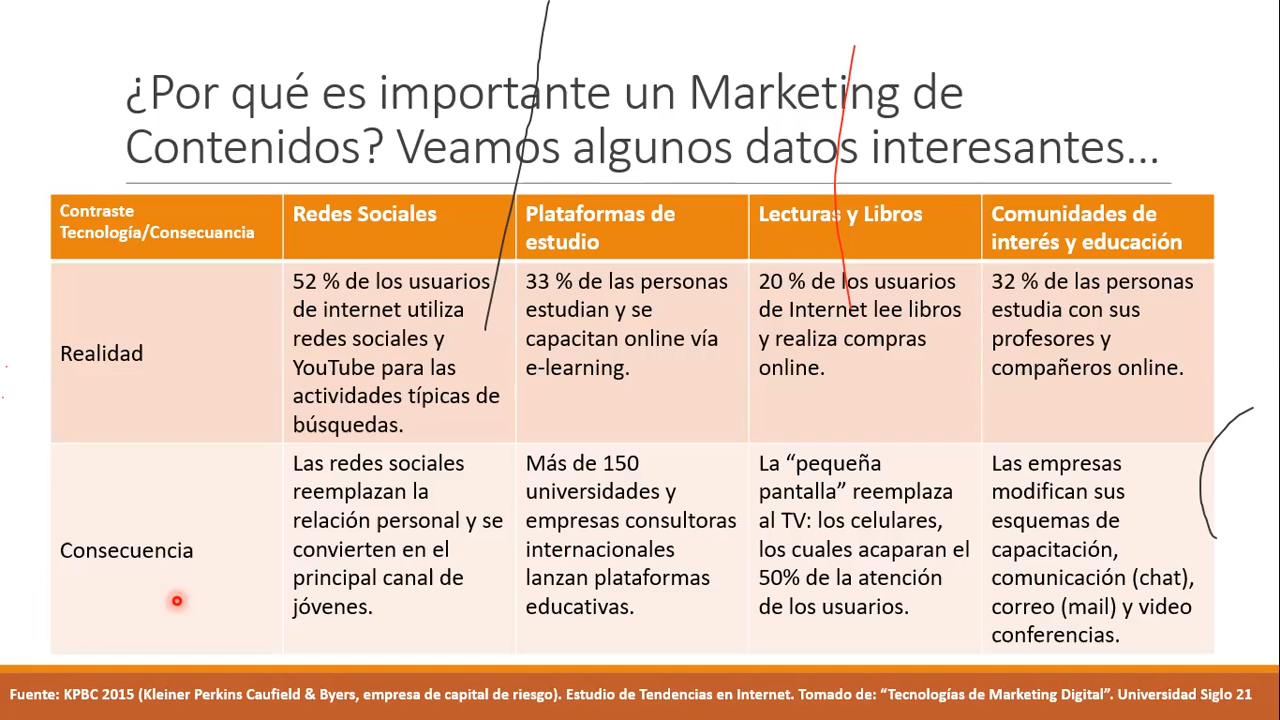 ¿Por qué es importante un Marketing de
Contenidos? Veamos algunos datos interesantes...
Contraste
Tecnología/Consecuancia
Redes Sociales
Plataformas de
estudio
Lecturas y Libros
Comunidades de
interés y educación
Realidad
52 % de los usuarios
de internet utiliza
redes sociales y
YouTube para las
actividades típicas de
búsquedas.
33 % de las personas
estudian y se
capacitan online vía
e-learning.
20 % de los usuarios
de Internet lee libros
y realiza compras
online.
32 % de las personas
estudia con sus
profesores y
compañeros online.
Consecuencia
Las redes sociales
reemplazan la
relación personal y se
convierten en el
principal canal de
jóvenes.
Más de 150
universidades y
empresas consultoras
internacionales
lanzan plataformas
educativas.
La “pequeña
pantalla” reemplaza
al TV: los celulares,
los cuales acaparan el
50% de la atención
de los usuarios.
Las empresas
modifican sus
esquemas de
capacitación,
comunicación (chat),
correo (mail) y video
conferencias.
Fuente: KPBC 2015 (Kleiner Perkins Caufield & Byers, empresa de capital de riesgo). Estudio de Tendencias en Internet. Tomado de: “Tecnologías de Marketing Digital”. Universidad Siglo 21